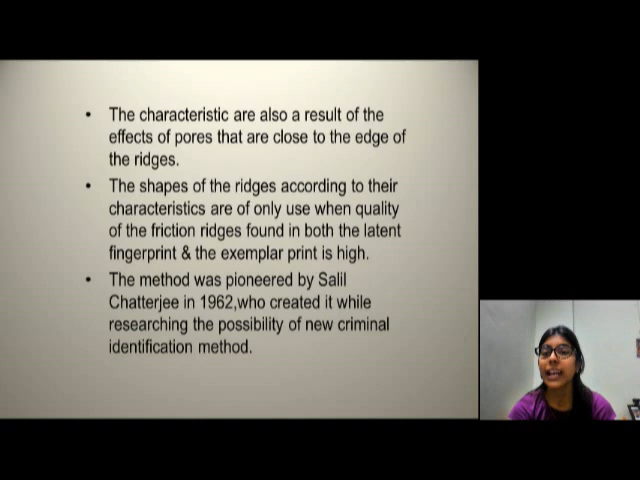 • The characteristic are also a result of the
effects of pores that are close to the edge of
the ridges.
• The shapes of the ridges according to their
characteristics are of only use when quality
of the friction ridges found in both the latent
fingerprint & the exemplar print is high.
• The method was pioneered by Salil
Chatterjee in 1962,who created it while
researching the possibility of new criminal
identification method.